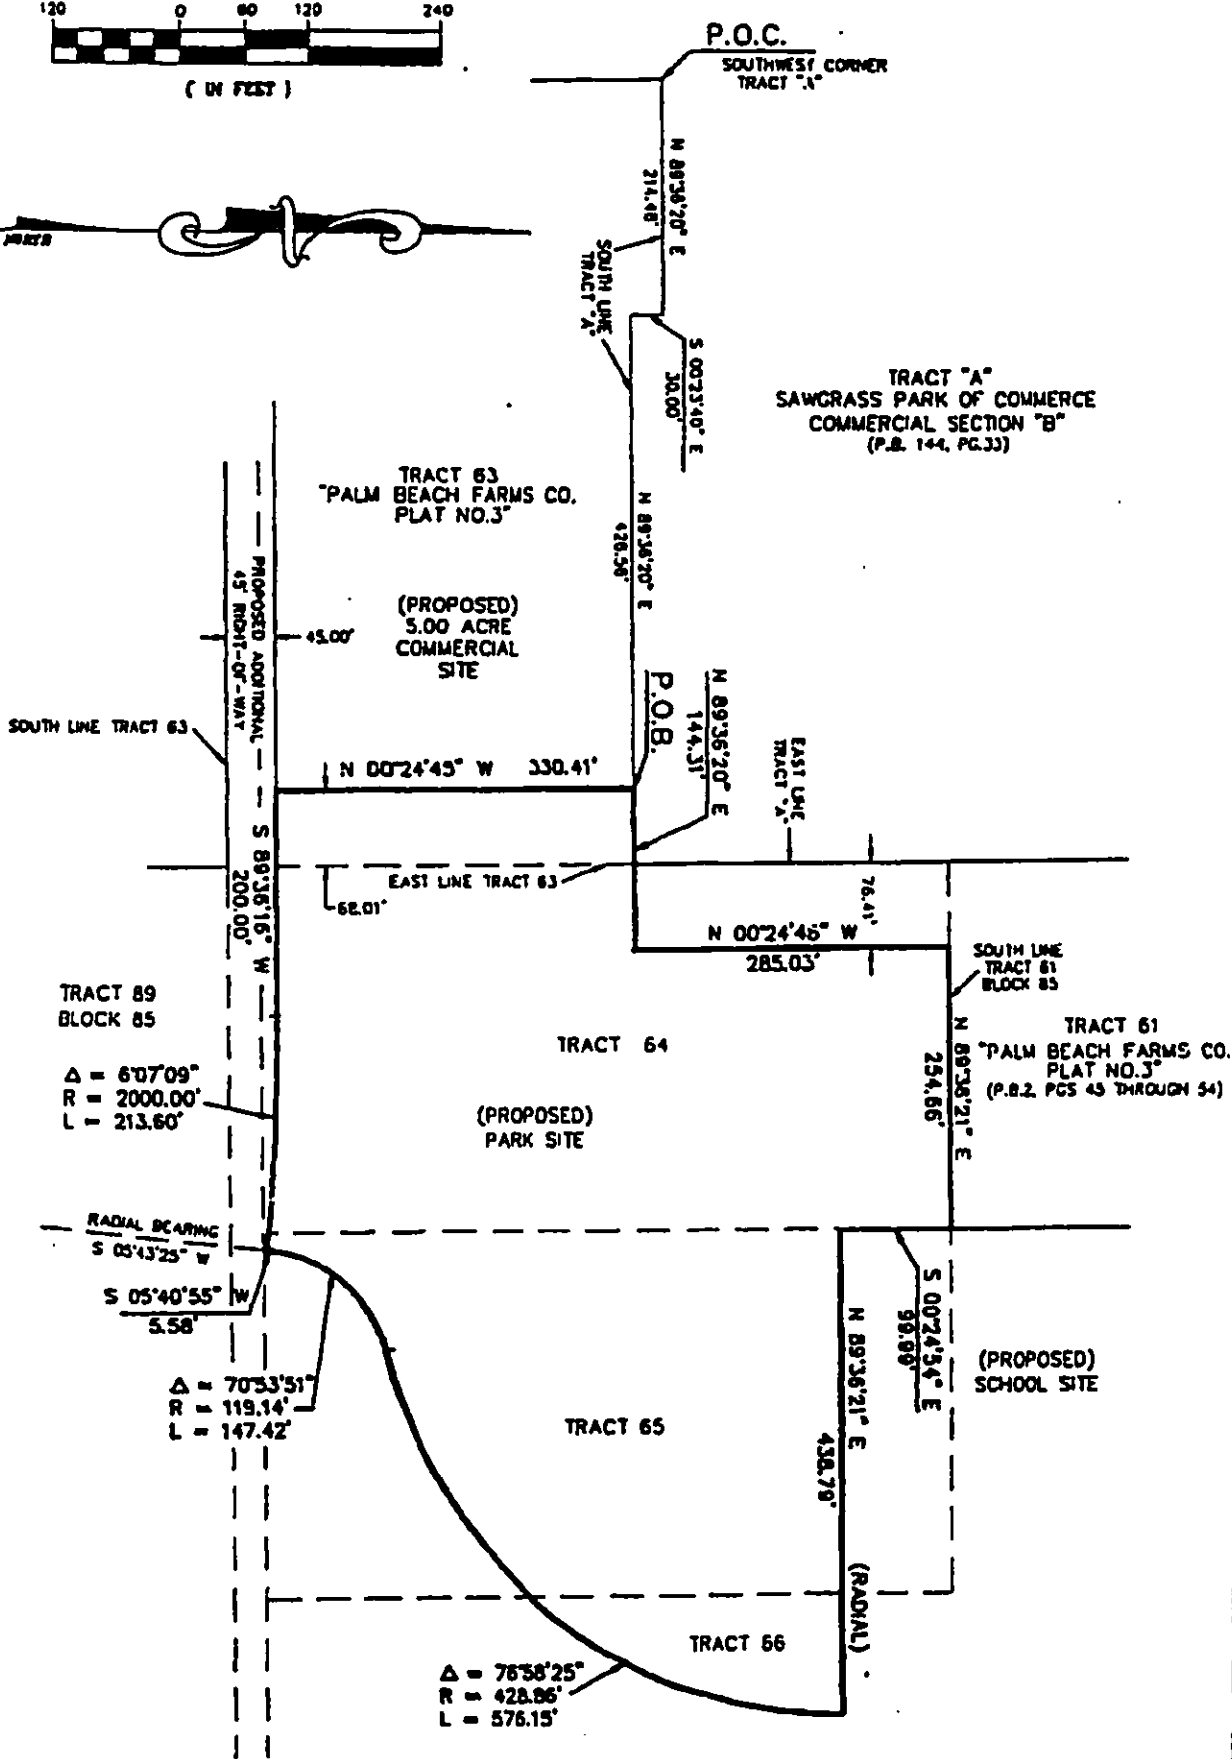 120 0 60 120 240
( IN FEET )
NORTH
P.O.C.
SOUTHWEST CORNER
TRACT "A"
N 89°36'20" E
214.46'
SOUTH LINE
TRACT "A"
S 00°23'40" E
30.00'
TRACT "A"
SAWGRASS PARK OF COMMERCE
COMMERCIAL SECTION "B"
(P.B. 144, PG.33)
TRACT 63
"PALM BEACH FARMS CO.
PLAT NO.3"
N 89°36'20" E
426.56'
(PROPOSED)
5.00 ACRE
COMMERCIAL
SITE
PROPOSED ADDITIONAL
45' RIGHT-OF-WAY
45.00'
SOUTH LINE TRACT 63
P.O.B.
N 89°36'20" E
144.31'
EAST LINE
TRACT "A"
N 00°24'45" W 330.41'
S 89°36'16" W
200.00'
EAST LINE TRACT 63
68.01'
76.41'
N 00°24'46" W
285.03'
SOUTH LINE
TRACT 61
BLOCK 85
TRACT 89
BLOCK 85
TRACT 64
TRACT 61
"PALM BEACH FARMS CO.
PLAT NO.3"
(P.B.2, PGS 45 THROUGH 54)
N 89°36'21" E
254.66'
Δ = 6°07'09"
R = 2000.00'
L = 213.60'
(PROPOSED)
PARK SITE
RADIAL BEARING
S 05°43'25" W
S 05°40'55" W
5.58'
S 00°24'54" E
99.99'
N 89°36'21" E
438.79'
(RADIAL)
(PROPOSED)
SCHOOL SITE
Δ = 70°53'51"
R = 119.14'
L = 147.42'
TRACT 65
TRACT 66
Δ = 76°58'25"
R = 428.86'
L = 576.15'